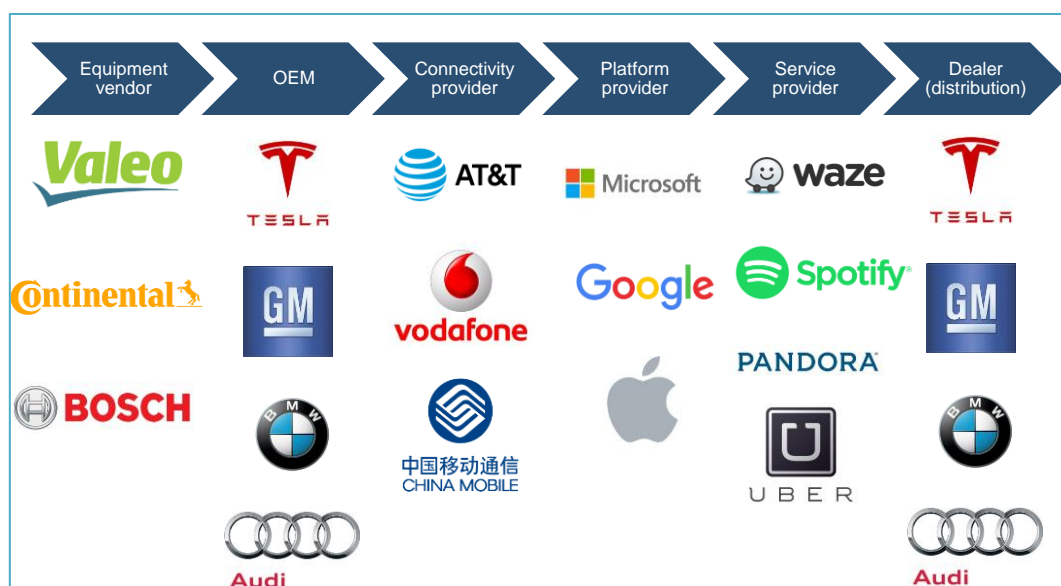 Equipment
vendor
OEM
Connectivity
provider
Platform
provider
Service
provider
Dealer
(distribution)
Valeo
Continental
BOSCH
TESLA
GM
BMW
Audi
AT&T
vodafone
中国移动通信
CHINA MOBILE
Microsoft
Google
waze
Spotify®
PANDORA
UBER
TESLA
GM
BMW
Audi